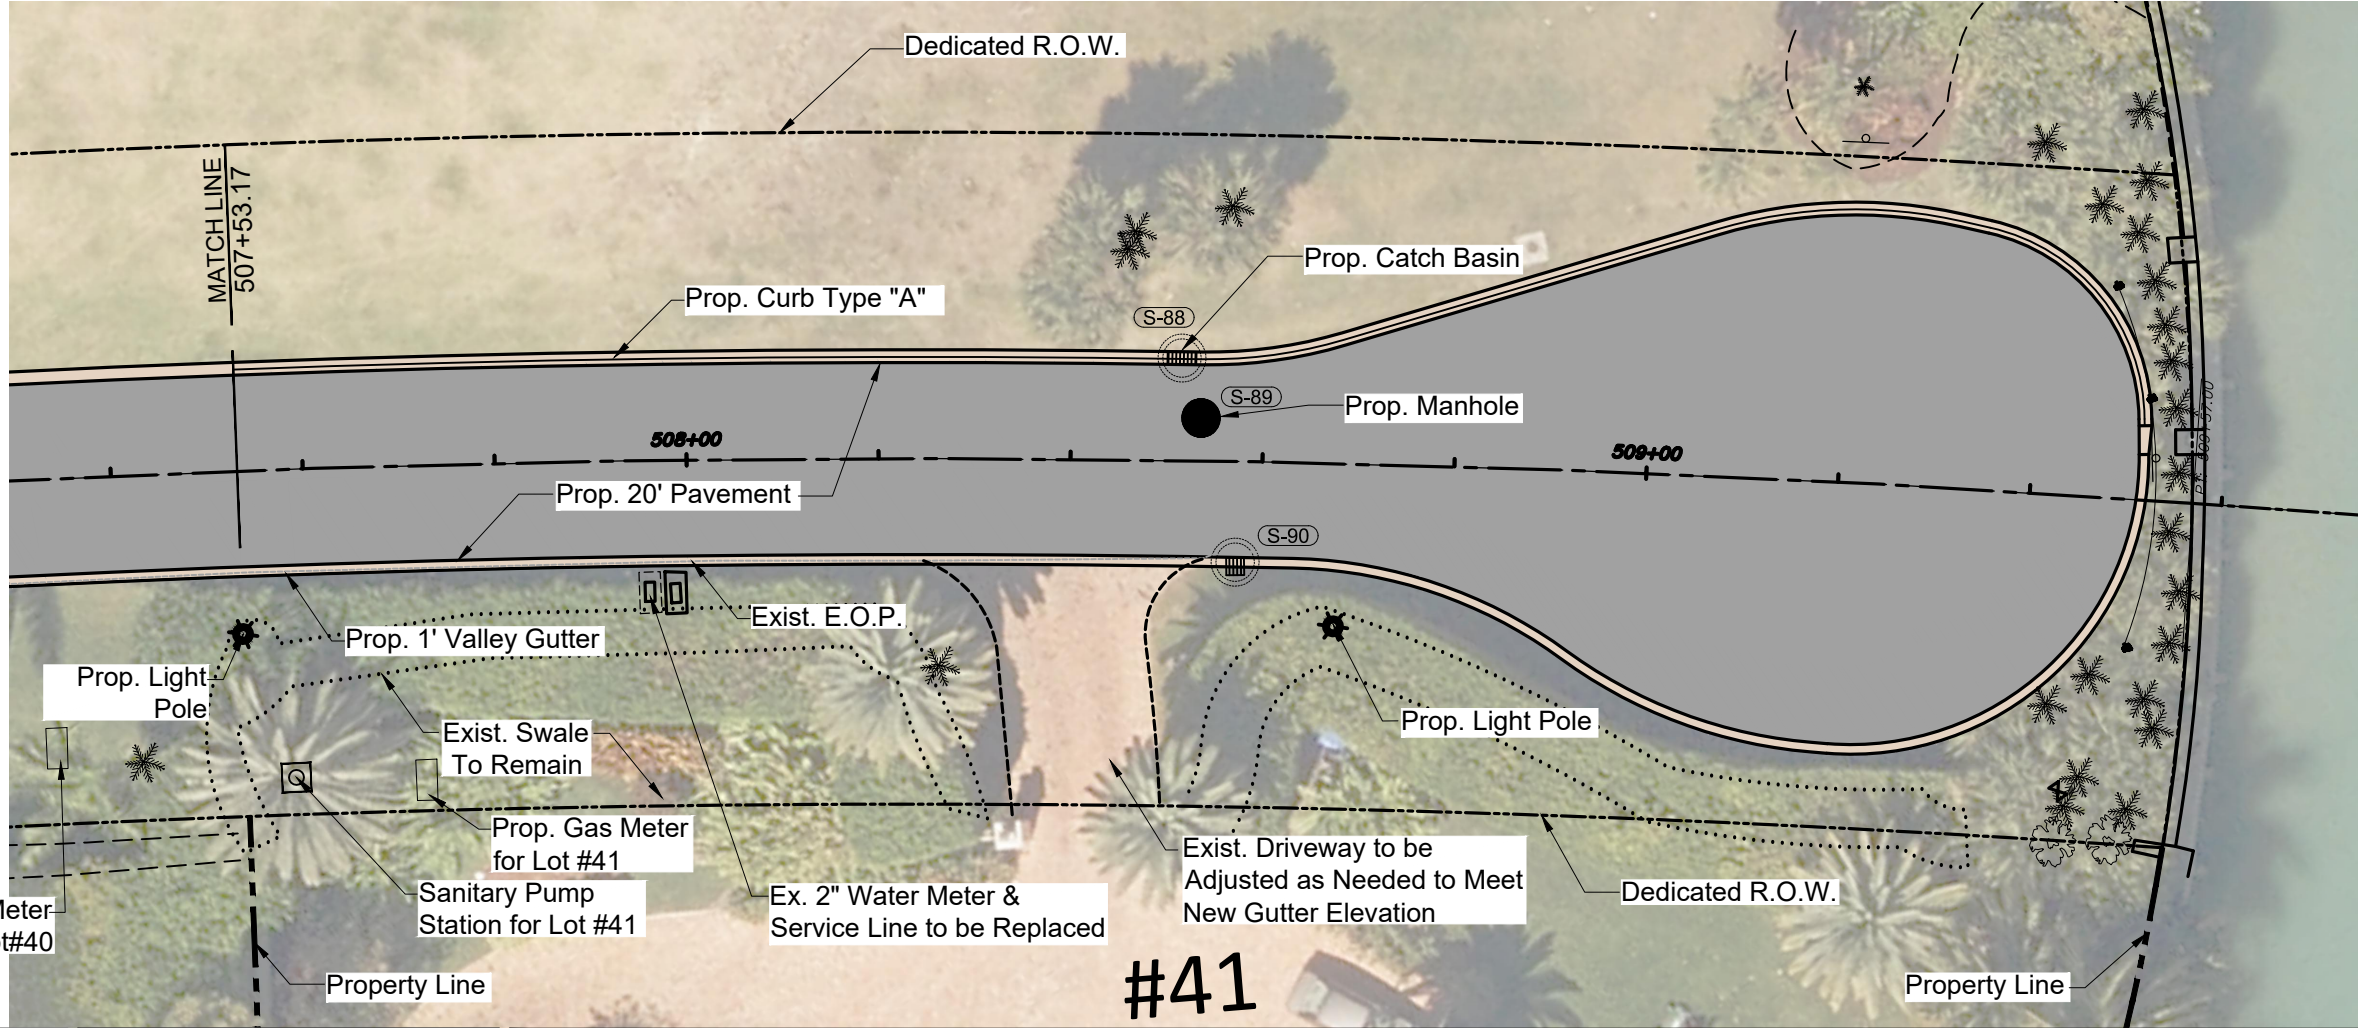 Dedicated R.O.W.
MATCH LINE
507+53.17
Prop. Catch Basin
Prop. Curb Type "A"
S-88
S-89
Prop. Manhole
508+00
509+00
Prop. 20' Pavement
S-90
Exist. E.O.P.
Prop. 1' Valley Gutter
Prop. Light
Pole
Prop. Light Pole
Exist. Swale
To Remain
Prop. Gas Meter
for Lot #41
Exist. Driveway to be
Adjusted as Needed to Meet
New Gutter Elevation
Sanitary Pump
Station for Lot #41
Ex. 2" Water Meter &
Service Line to be Replaced
Dedicated R.O.W.
Meter
#40
Property Line
#41
Property Line